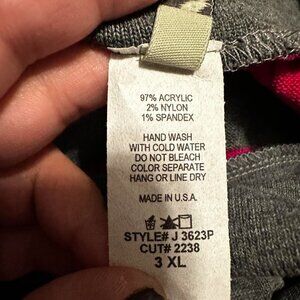 97% ACRYLIC
2% NYLON
1% SPANDEX
HAND WASH
WITH COLD WATER
DO NOT BLEACH
COLOR SEPARATE
HANG OR LINE DRY
MADE IN U.S.A.
STYLE# J 3623P
CUT# 2238
3 XL